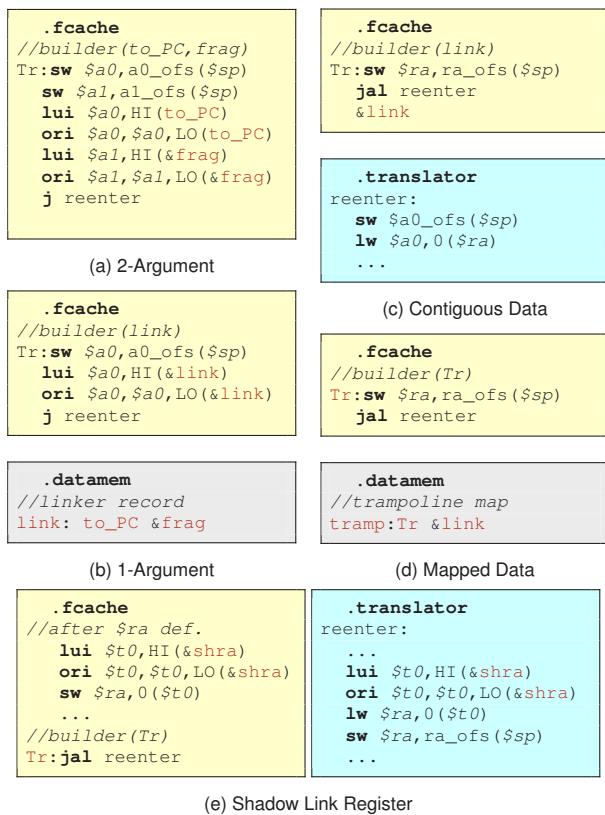 .fcache
//builder(to_PC,frag)
Tr:sw $a0,a0_ofs($sp)
sw $a1,a1_ofs($sp)
lui $a0,HI(to_PC)
ori $a0,$a0,LO(to_PC)
lui $a1,HI(&frag)
ori $a1,$a1,LO(&frag)
j reenter
(a) 2-Argument
.fcache
//builder(link)
Tr:sw $a0,a0_ofs($sp)
lui $a0,HI(&link)
ori $a0,$a0,LO(&link)
j reenter
.datamem
//linker record
link: to_PC &frag
(b) 1-Argument
.fcache
//builder(link)
Tr:sw $ra,ra_ofs($sp)
jal reenter
&link
.translator
reenter:
sw $a0_ofs($sp)
lw $a0,0($ra)
...
(c) Contiguous Data
.fcache
//builder(Tr)
Tr:sw $ra,ra_ofs($sp)
jal reenter
.datamem
//trampoline map
tramp:Tr &link
(d) Mapped Data
.fcache
//after $ra def.
lui $t0,HI(&shra)
ori $t0,$t0,LO(&shra)
sw $ra,0($t0)
...
//builder(Tr)
Tr:jal reenter
.translator
reenter:
...
lui $t0,HI(&shra)
ori $t0,$t0,LO(&shra)
lw $ra,0($t0)
sw $ra,ra_ofs($sp)
...
(e) Shadow Link Register